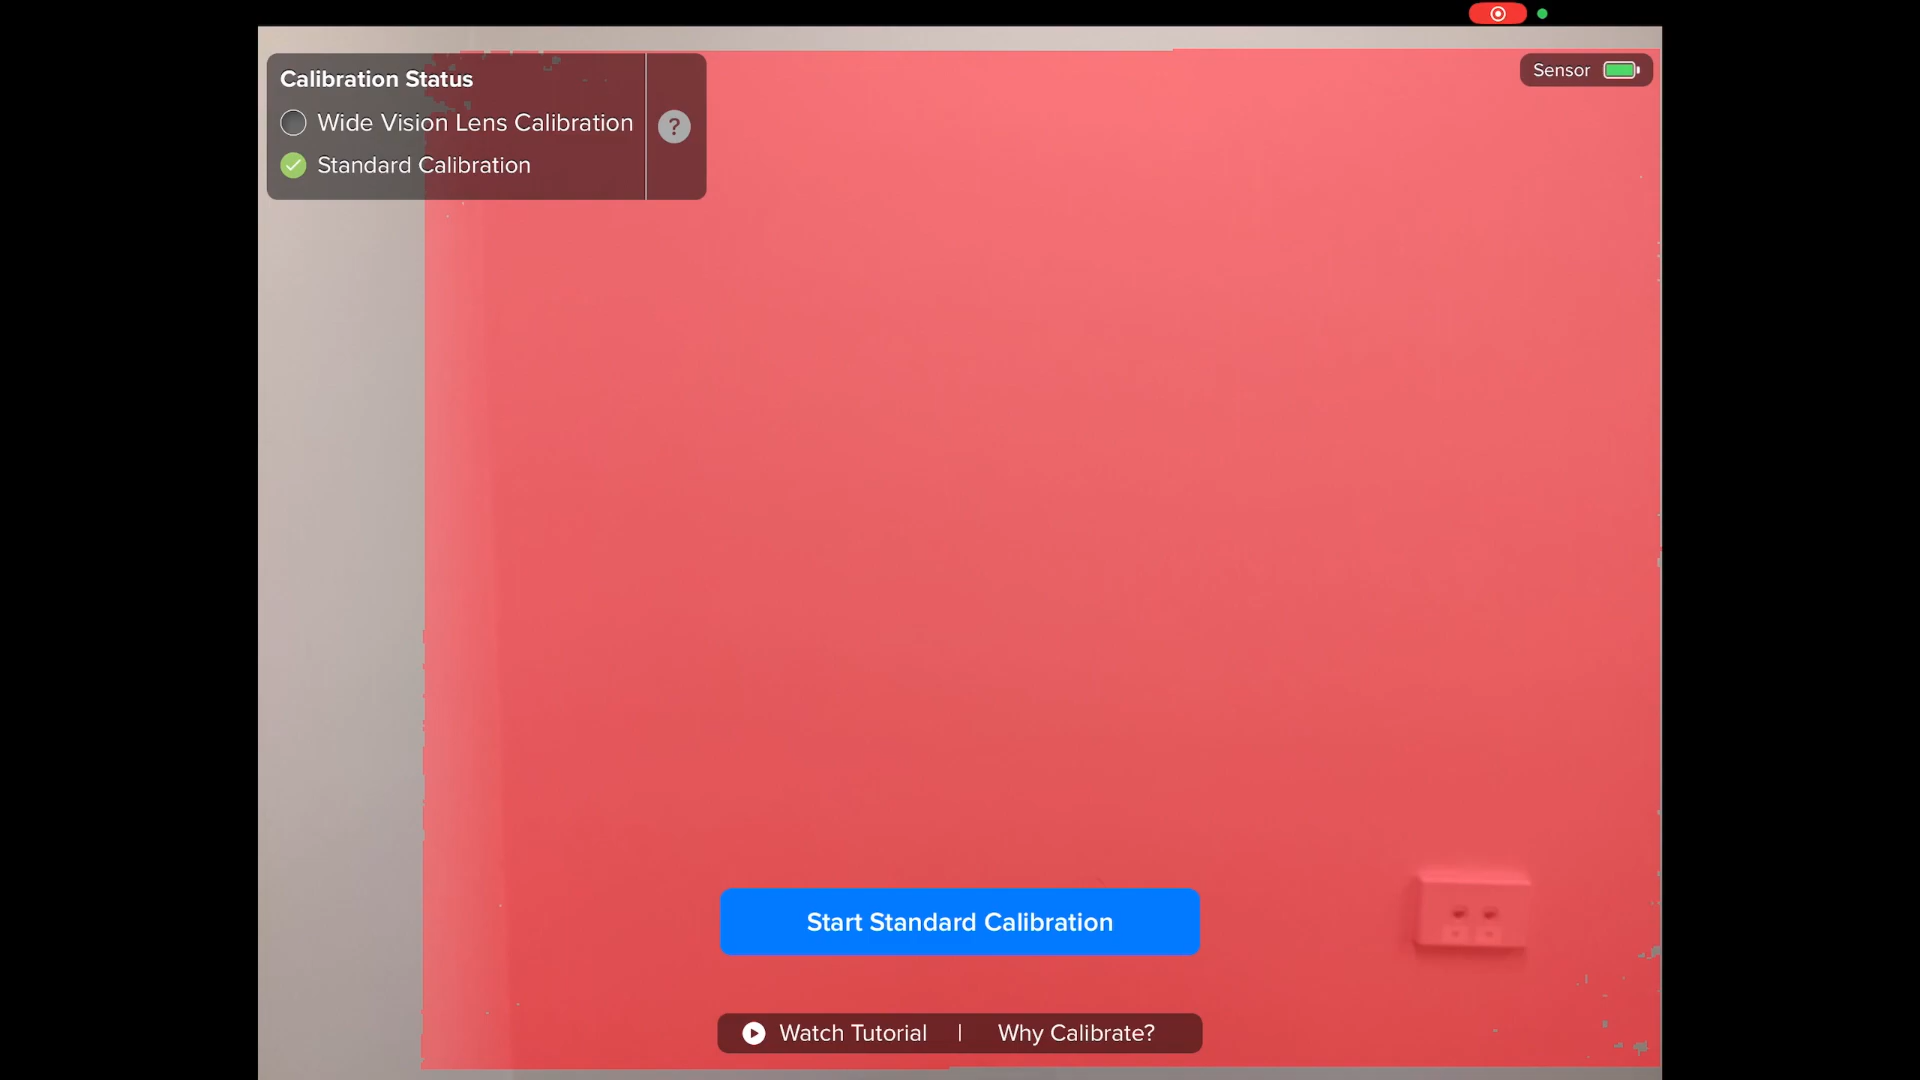 Calibration Status
Sensor
Wide Vision Lens Calibration
?
Standard Calibration
Start Standard Calibration
Watch Tutorial | Why Calibrate?